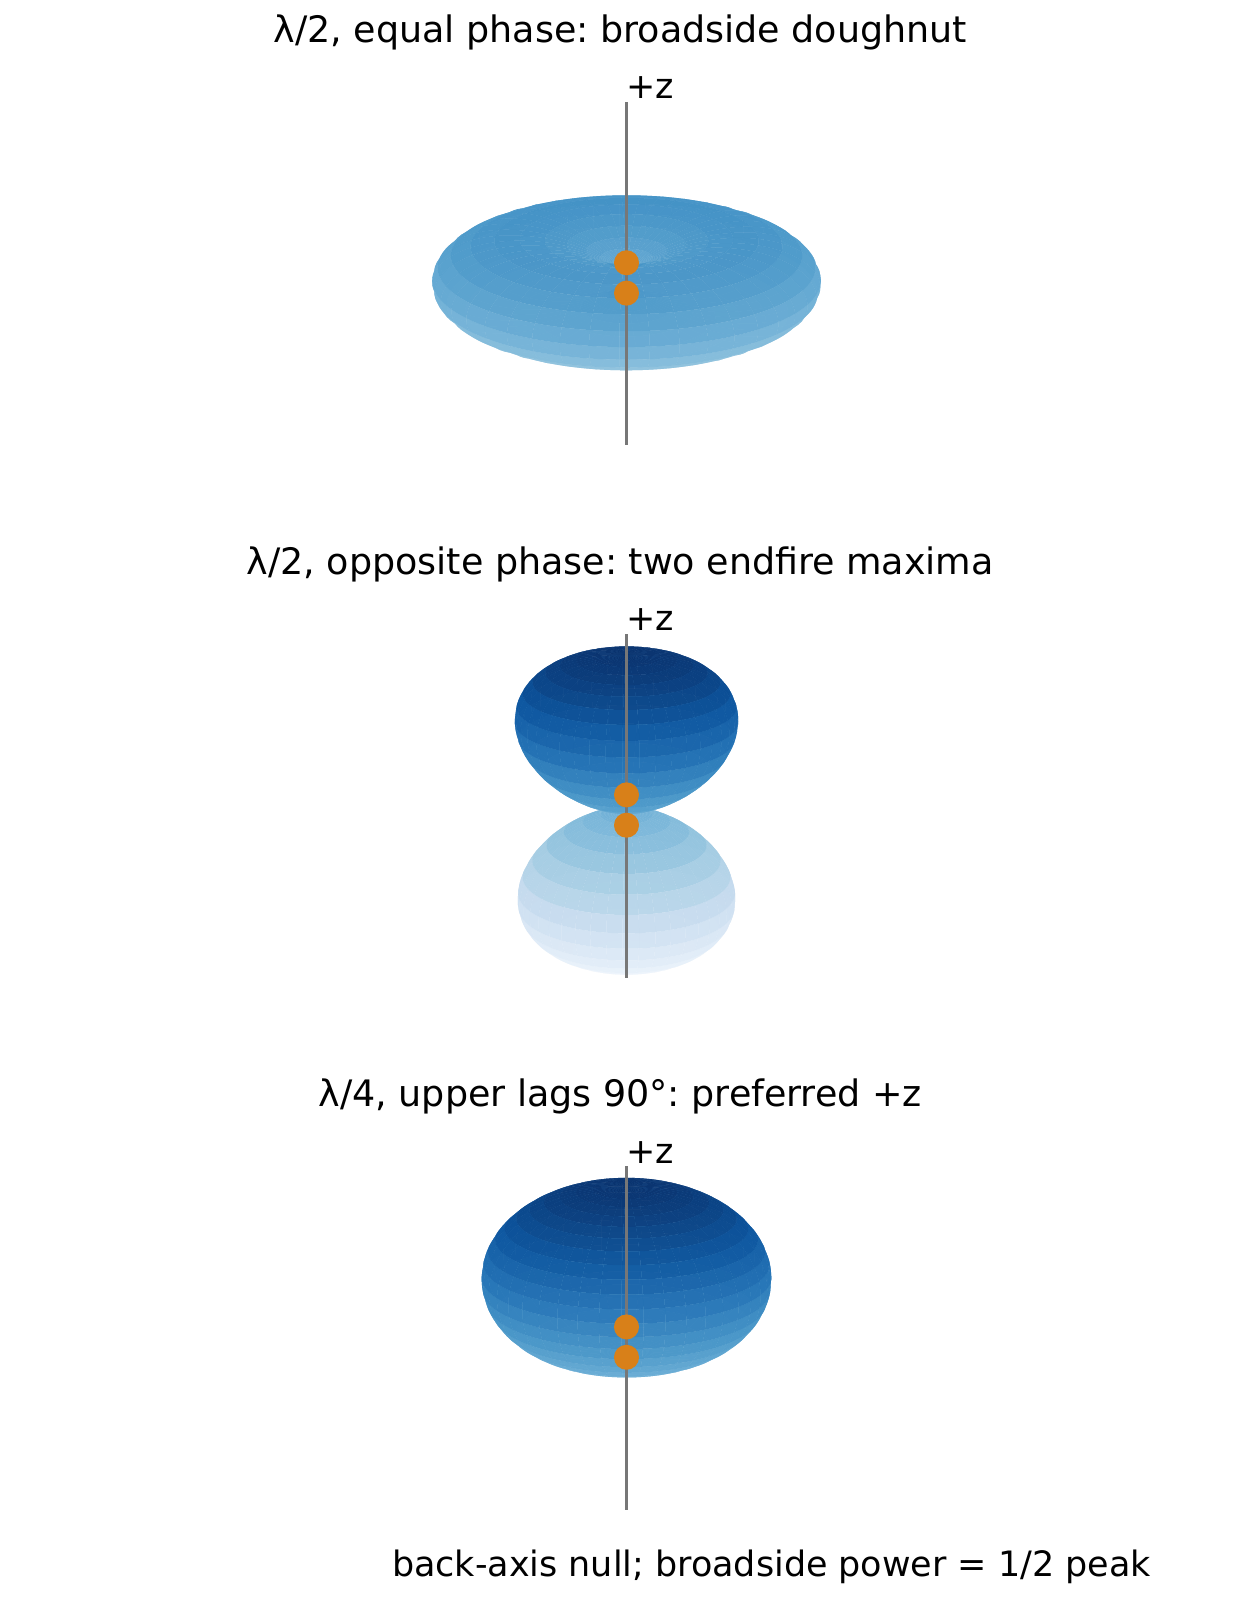 λ/2, equal phase: broadside doughnut
+z
λ/2, opposite phase: two endfire maxima
+z
λ/4, upper lags 90°: preferred +z
+z
back-axis null; broadside power = 1/2 peak